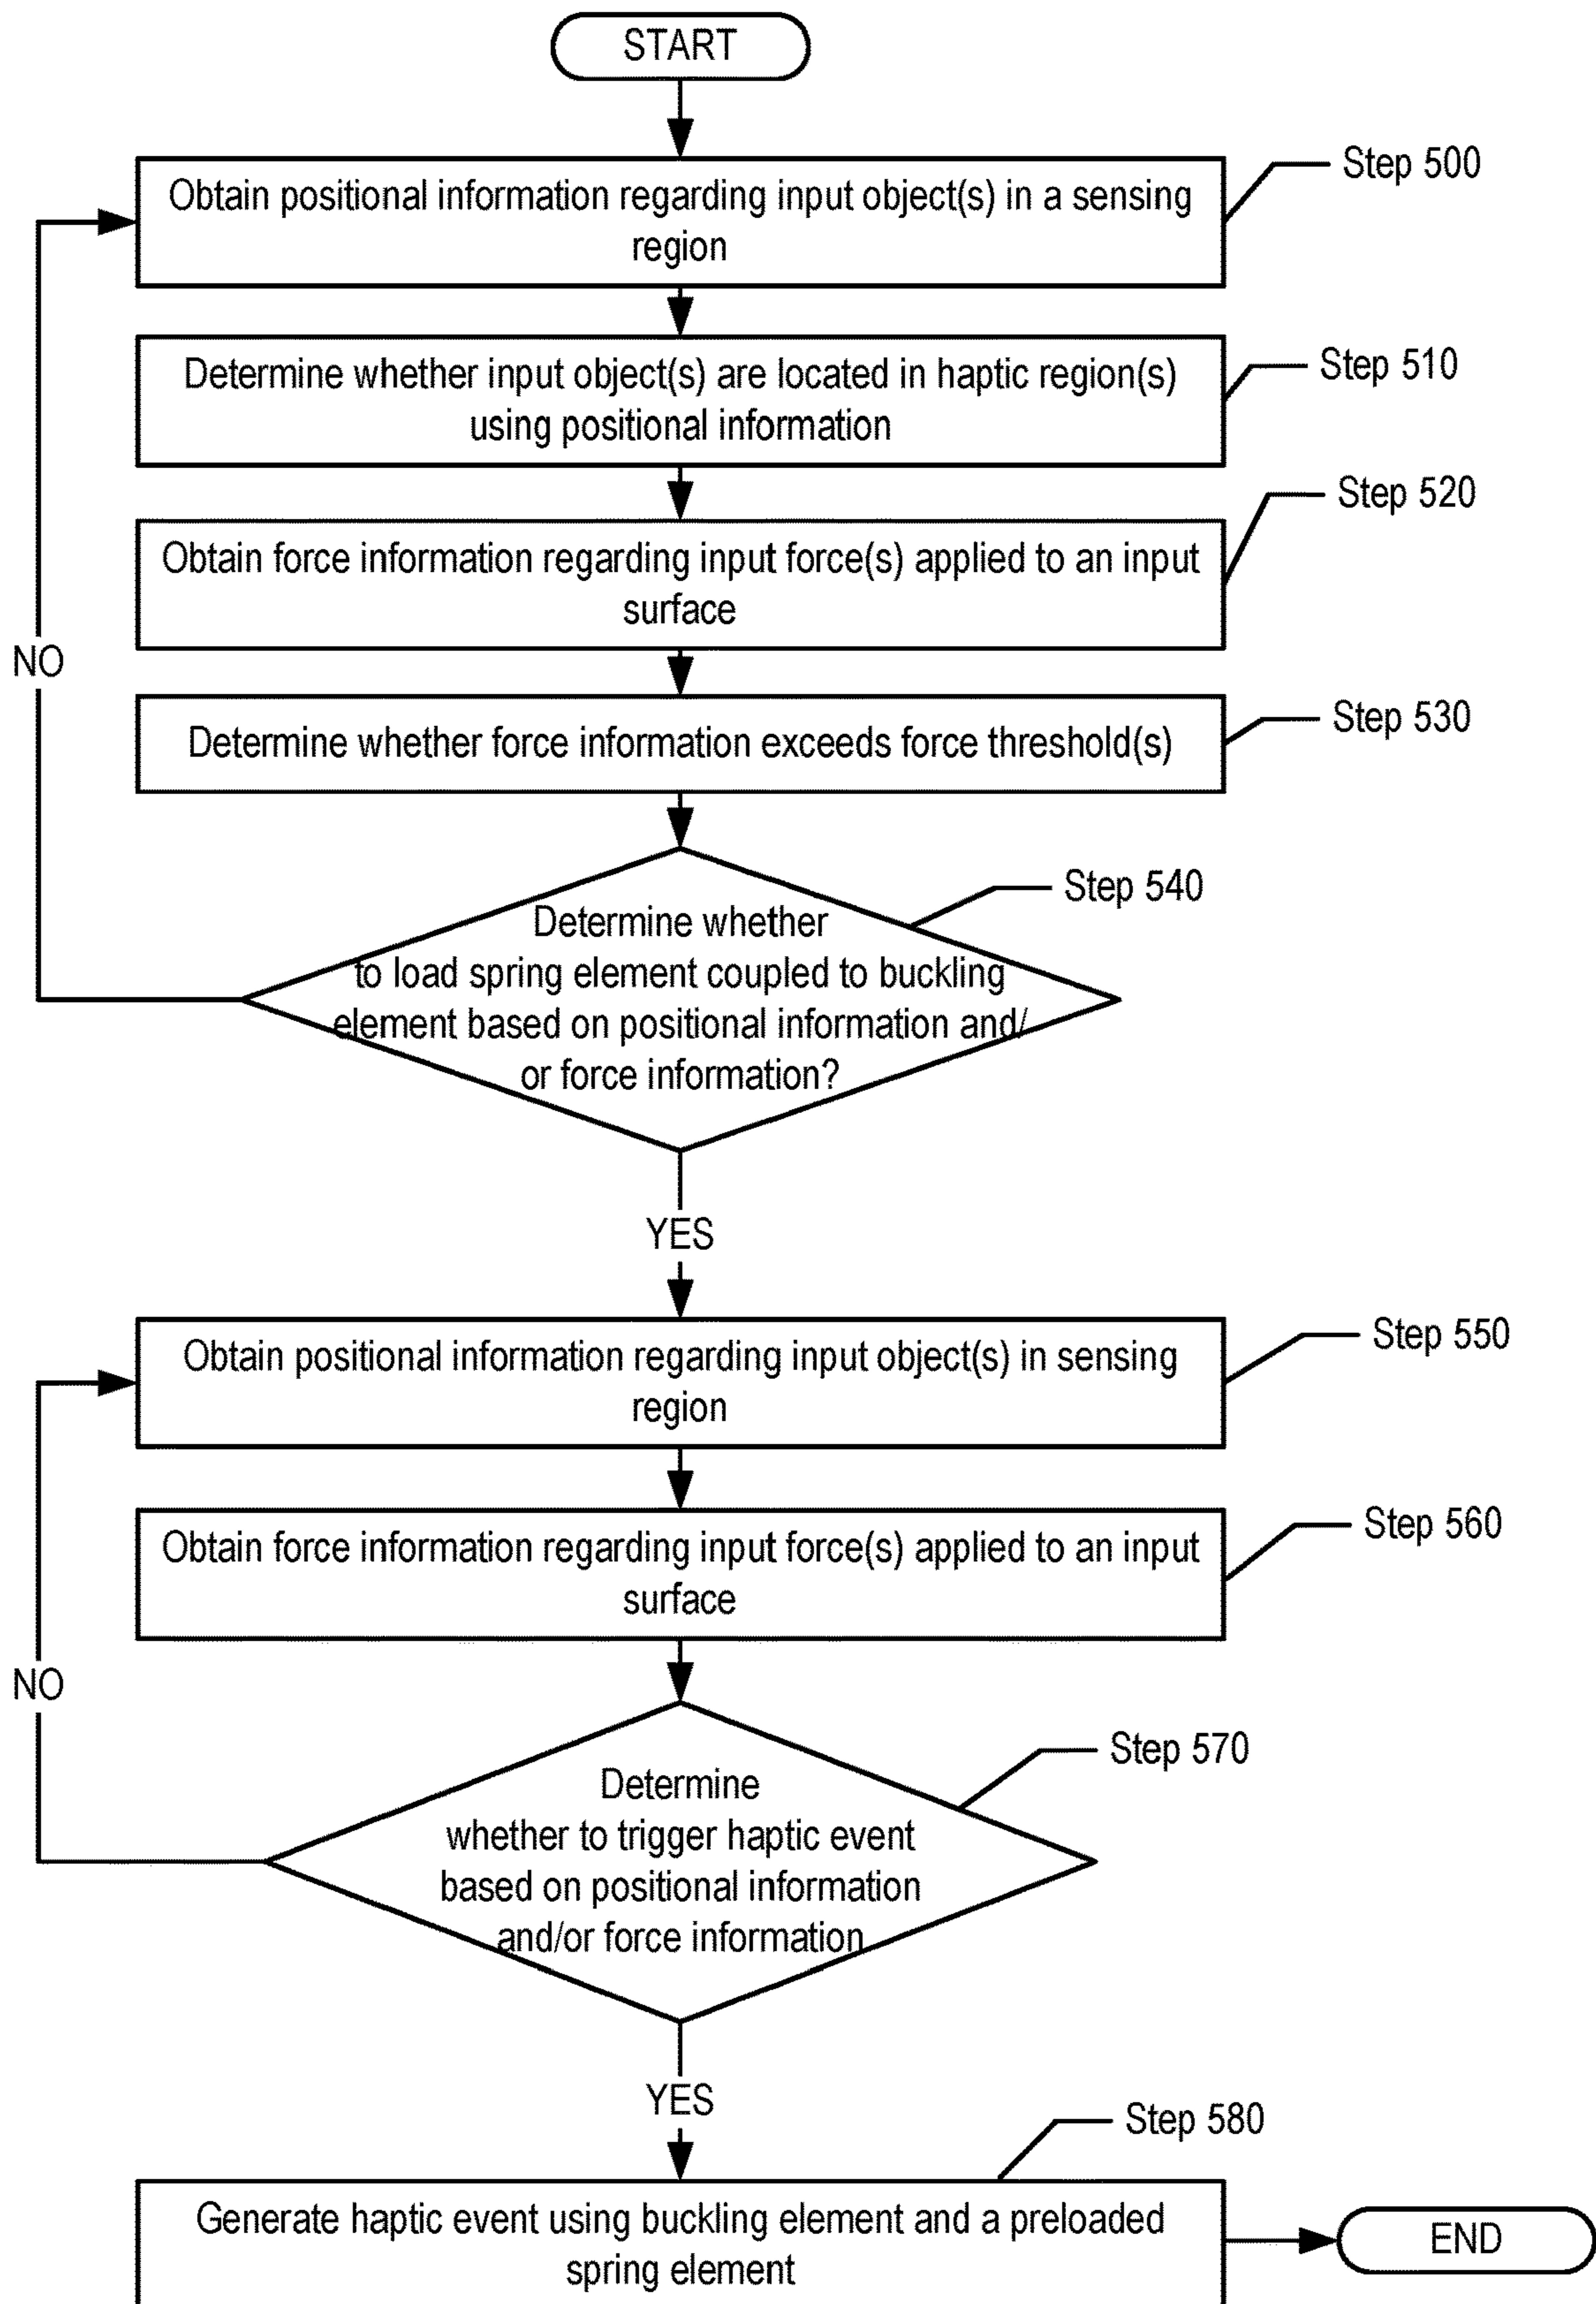 START
Obtain positional information regarding input object(s) in a sensing
region
Step 500
Determine whether input object(s) are located in haptic region(s)
using positional information
Step 510
Obtain force information regarding input force(s) applied to an input
surface
Step 520
NO
Determine whether force information exceeds force threshold(s)
Step 530
Determine whether
to load spring element coupled to buckling
element based on positional information and/
or force information?
Step 540
YES
Obtain positional information regarding input object(s) in sensing
region
Step 550
Obtain force information regarding input force(s) applied to an input
surface
Step 560
NO
Determine
whether to trigger haptic event
based on positional information
and/or force information
Step 570
YES
Generate haptic event using buckling element and a preloaded
spring element
Step 580
END